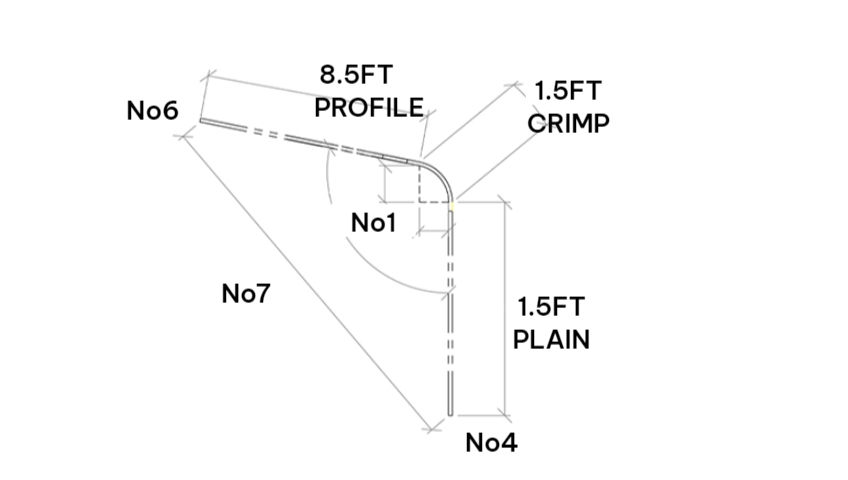 8.5FT
PROFILE
1.5FT
CRIMP
No6
No1
No7
1.5FT
PLAIN
No4